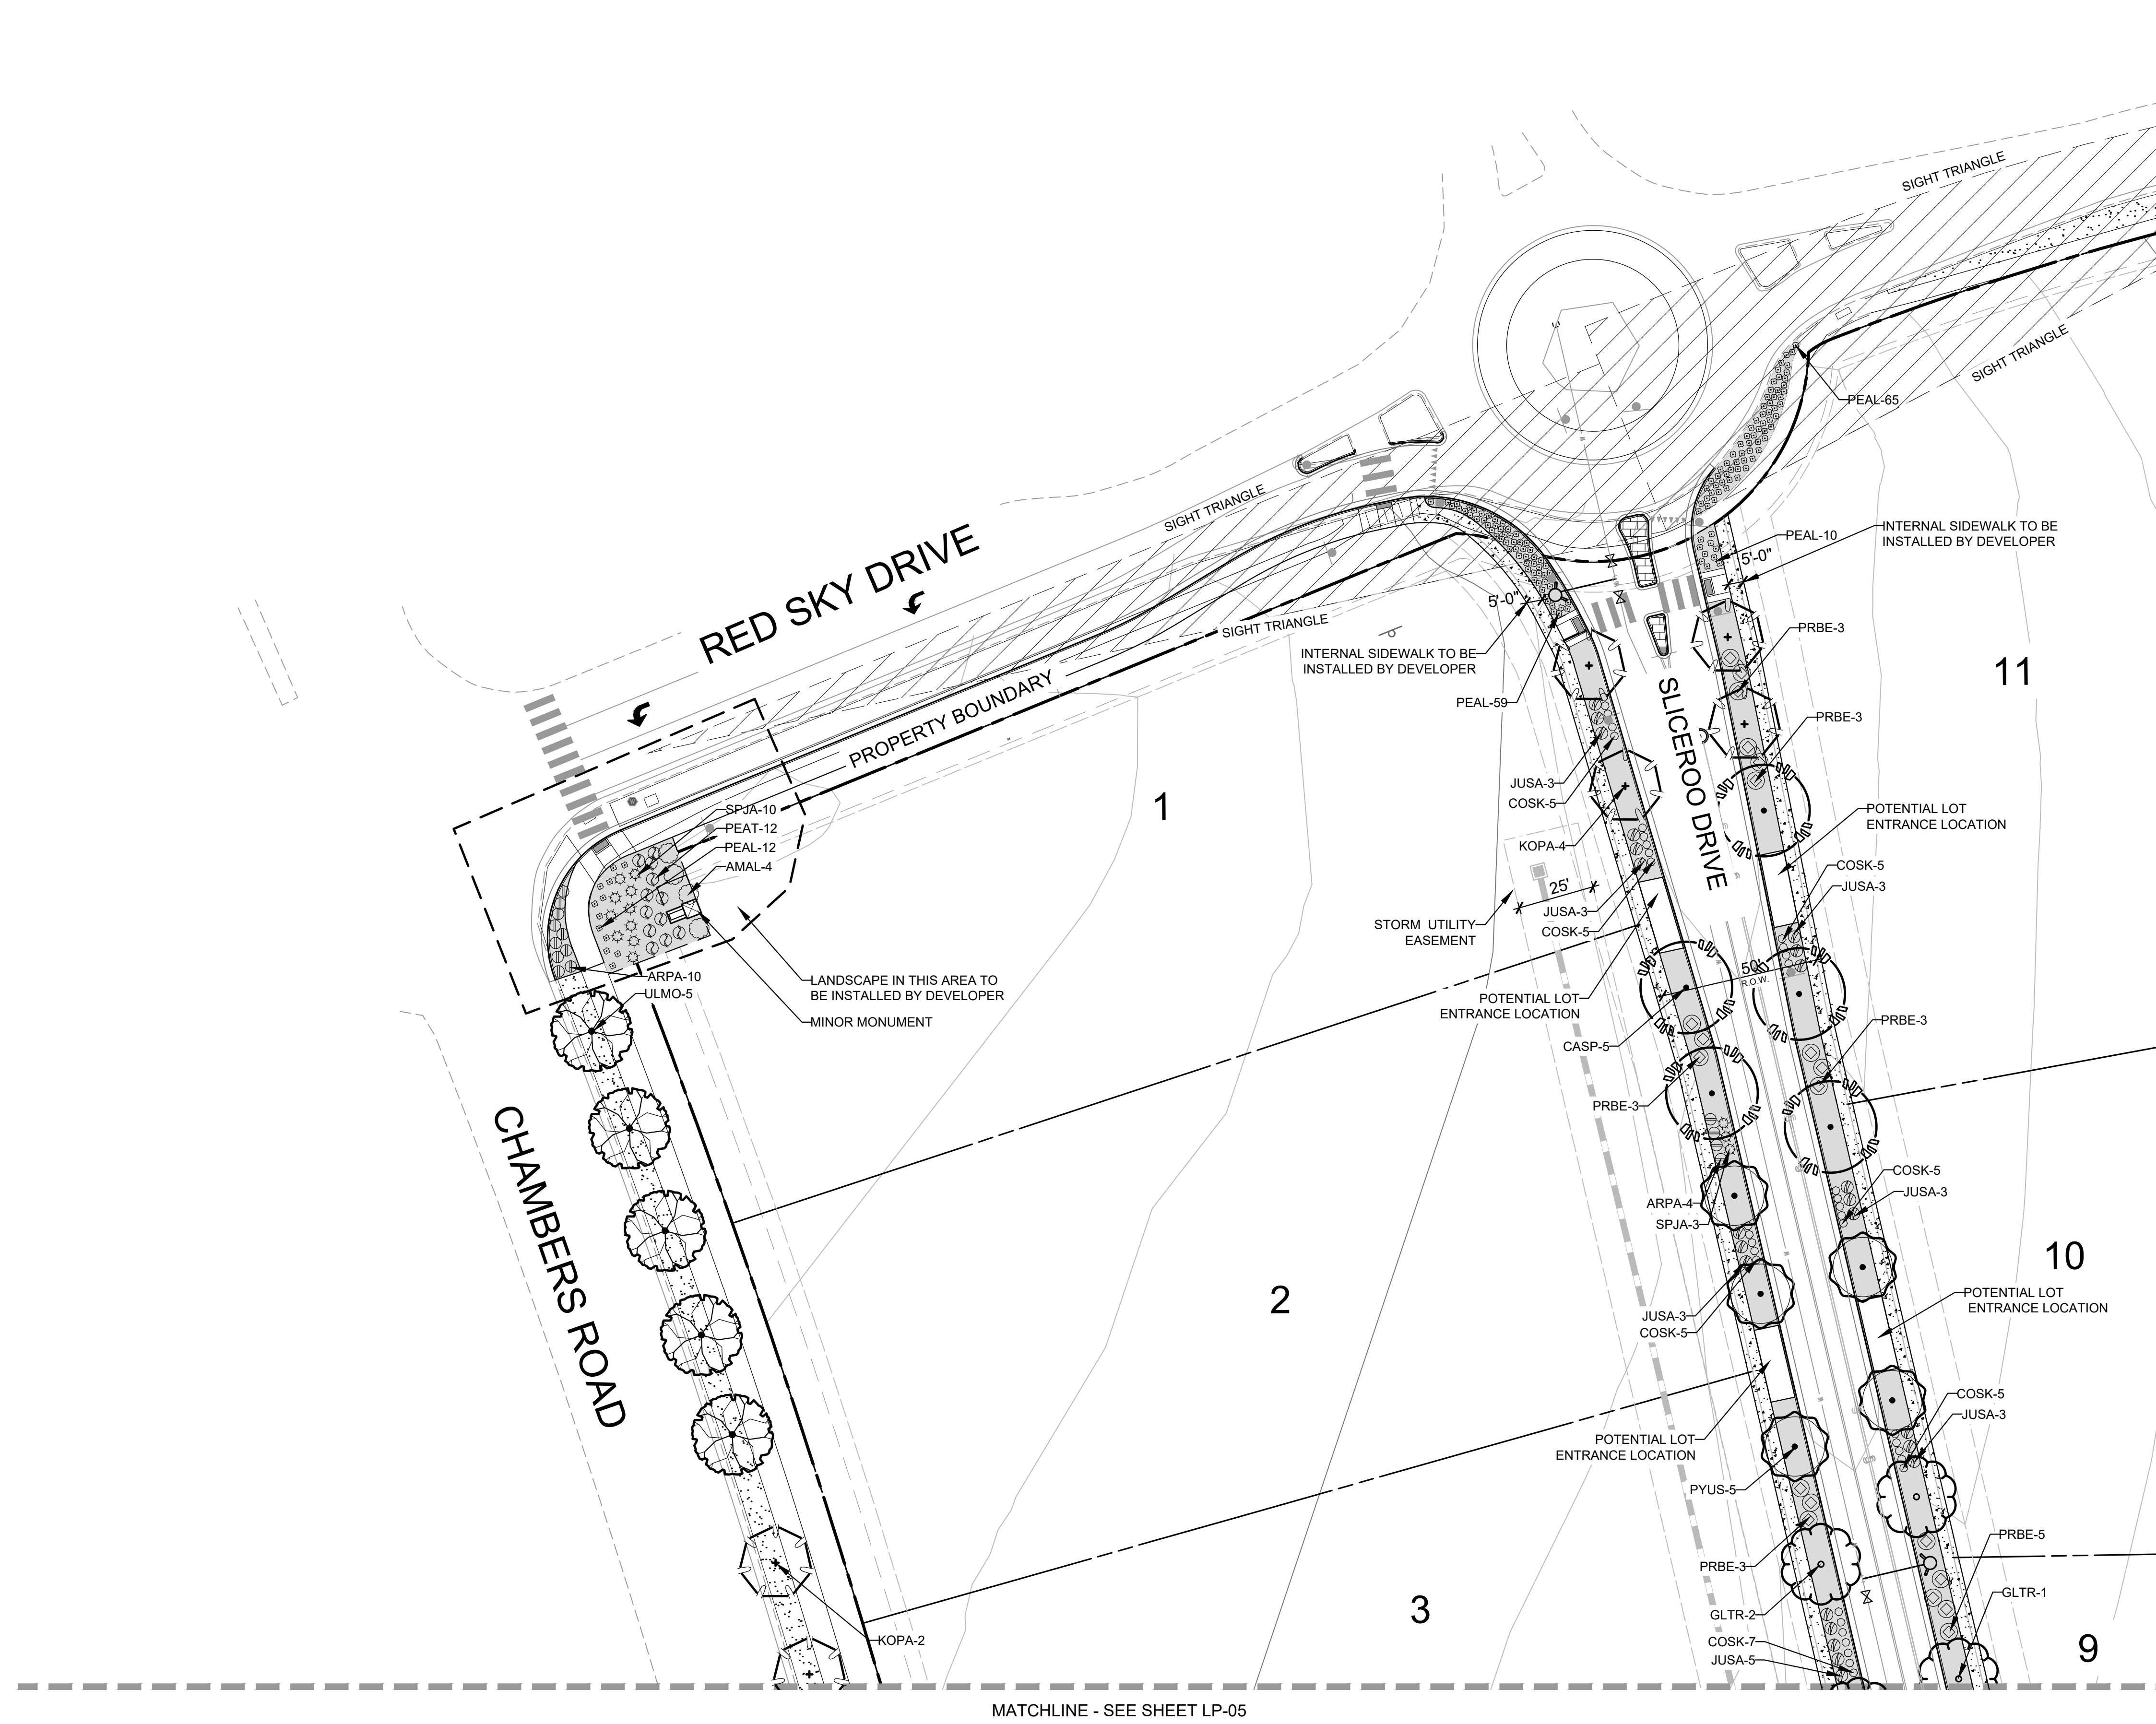 SIGHT TRIANGLE
SIGHT TRIANGLE
PEAL-65
SIGHT TRIANGLE
RED SKY DRIVE
INTERNAL SIDEWALK TO BE
INSTALLED BY DEVELOPER
PEAL-10
5'-0"
5'-0"
SIGHT TRIANGLE
PRBE-3
INTERNAL SIDEWALK TO BE
INSTALLED BY DEVELOPER
11
PEAL-59
PROPERTY BOUNDARY
SLICEROO DRIVE
PRBE-3
JUSA-3
COSK-5
1
SPJA-10
PEAT-12
PEAL-12
AMAL-4
POTENTIAL LOT
ENTRANCE LOCATION
KOPA-4
COSK-5
JUSA-3
25'
JUSA-3
COSK-5
STORM UTILITY
EASEMENT
50'
R.O.W.
ARPA-10
ULMO-5
LANDSCAPE IN THIS AREA TO
BE INSTALLED BY DEVELOPER
MINOR MONUMENT
POTENTIAL LOT
ENTRANCE LOCATION
PRBE-3
CASP-5
PRBE-3
CHAMBERS ROAD
COSK-5
JUSA-3
ARPA-4
SPJA-3
10
2
POTENTIAL LOT
ENTRANCE LOCATION
JUSA-3
COSK-5
COSK-5
JUSA-3
POTENTIAL LOT
ENTRANCE LOCATION
PYUS-5
PRBE-5
PRBE-3
GLTR-1
3
GLTR-2
KOPA-2
COSK-7
JUSA-5
9
MATCHLINE - SEE SHEET LP-05